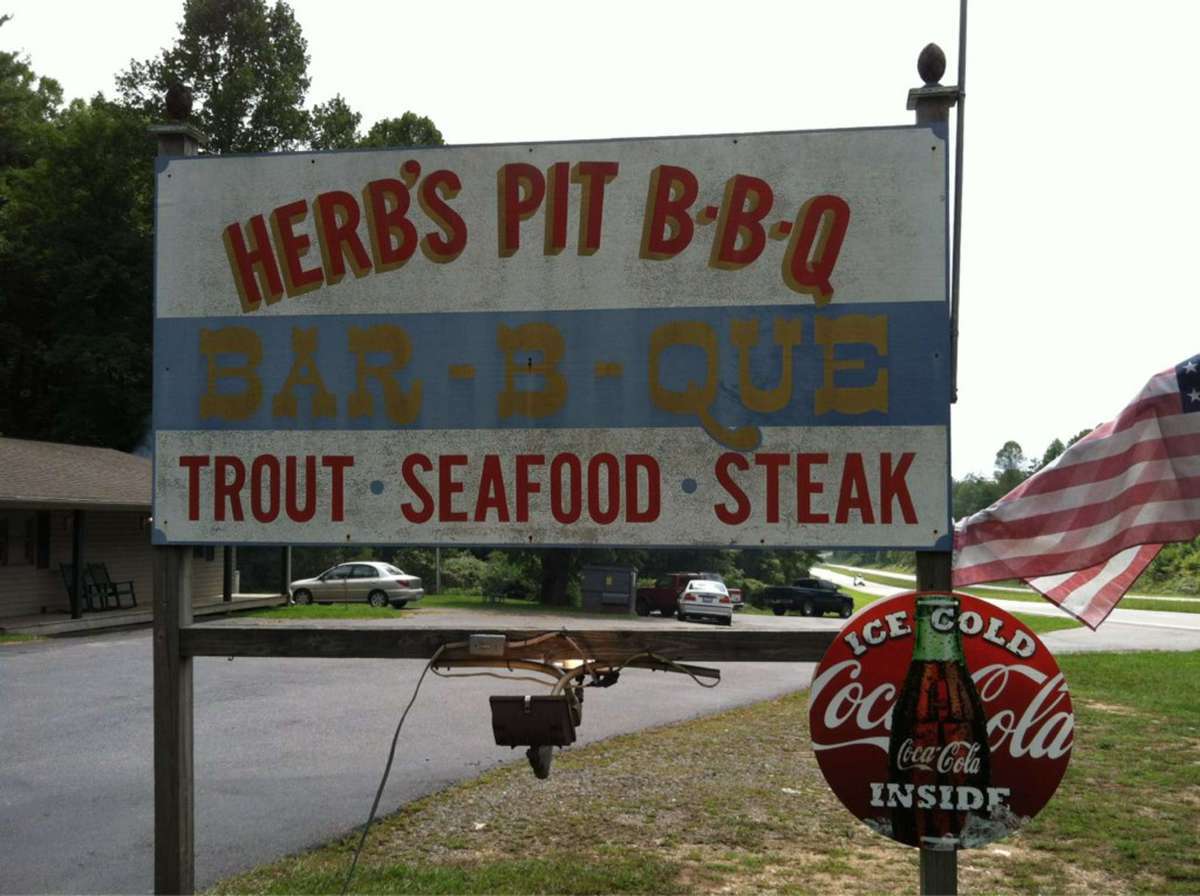 HERB'S PIT B·B·Q
BAR-B-QUE
TROUT · SEAFOOD · STEAK
ICE COLD
Coca-Cola
Coca-Cola
INSIDE